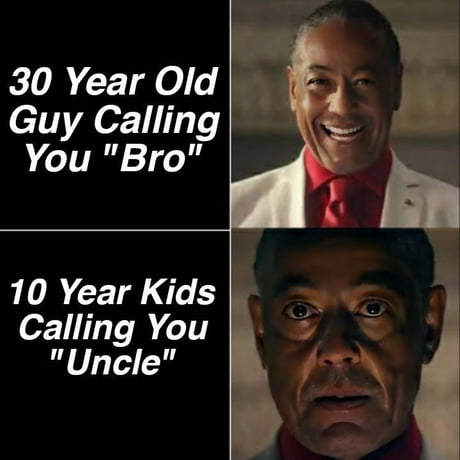 30 Year Old
Guy Calling
You "Bro"
10 Year Kids
Calling You
"Uncle"